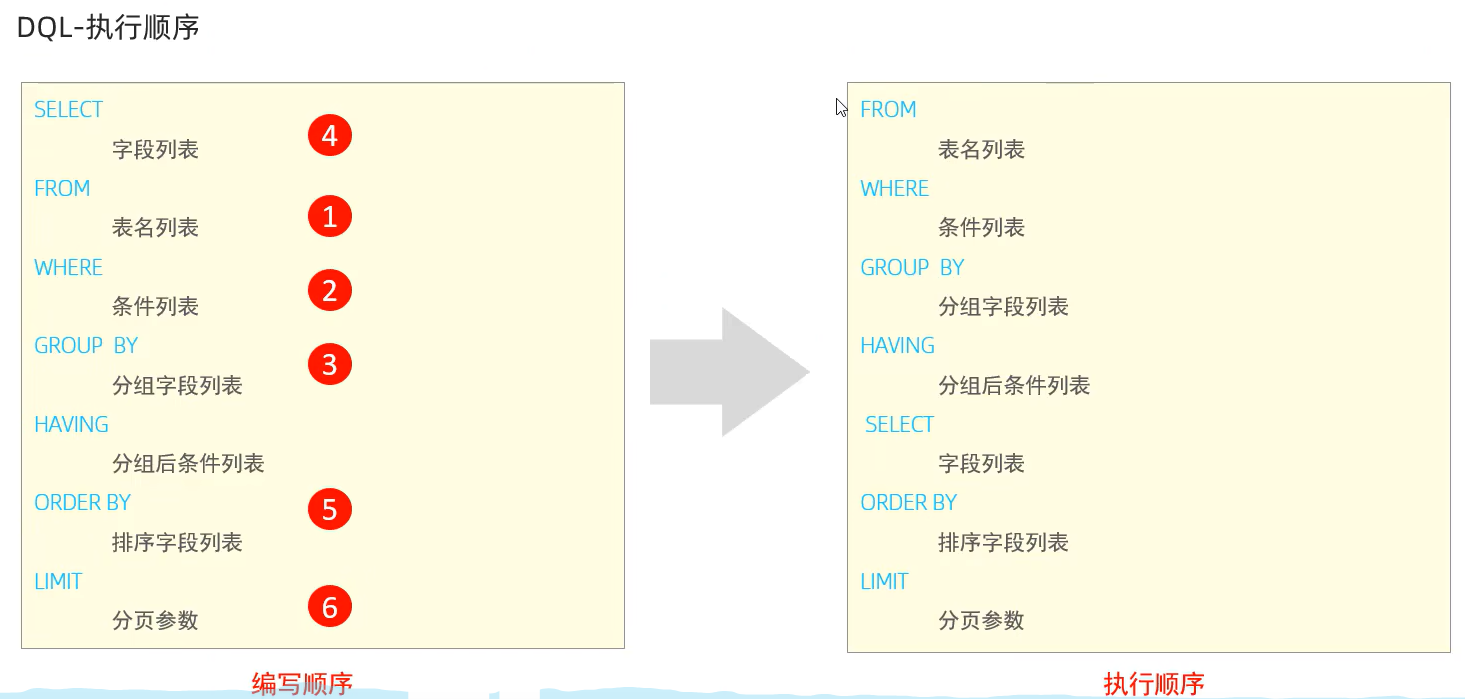 DQL-执行顺序
SELECT
字段列表
4
FROM
表名列表
1
WHERE
条件列表
2
GROUP BY
分组字段列表
3
HAVING
分组后条件列表
ORDER BY
排序字段列表
5
LIMIT
分页参数
6
编写顺序
FROM
表名列表
WHERE
条件列表
GROUP BY
分组字段列表
HAVING
分组后条件列表
SELECT
字段列表
ORDER BY
排序字段列表
LIMIT
分页参数
执行顺序